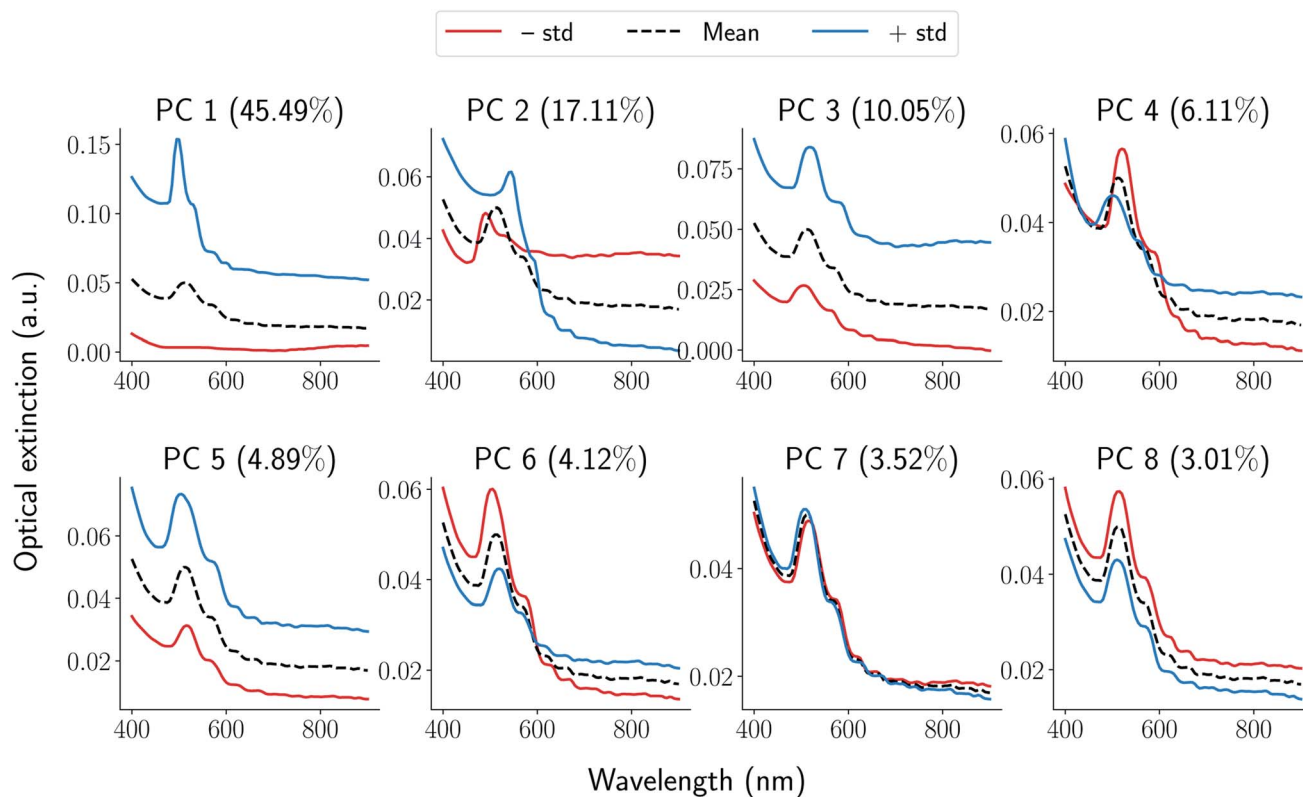 – std Mean + std
PC 1 (45.49%) PC 2 (17.11%) PC 3 (10.05%) PC 4 (6.11%)
0.15
0.10
0.05
0.00
400 600 800
0.06
0.04
0.02
400 600 800
0.075
0.050
0.025
0.000
400 600 800
0.06
0.04
0.02
400 600 800
Optical extinction (a.u.)
PC 5 (4.89%) PC 6 (4.12%) PC 7 (3.52%) PC 8 (3.01%)
0.06
0.04
0.02
400 600 800
0.06
0.04
0.02
400 600 800
0.04
0.02
400 600 800
0.06
0.04
0.02
400 600 800
Wavelength (nm)